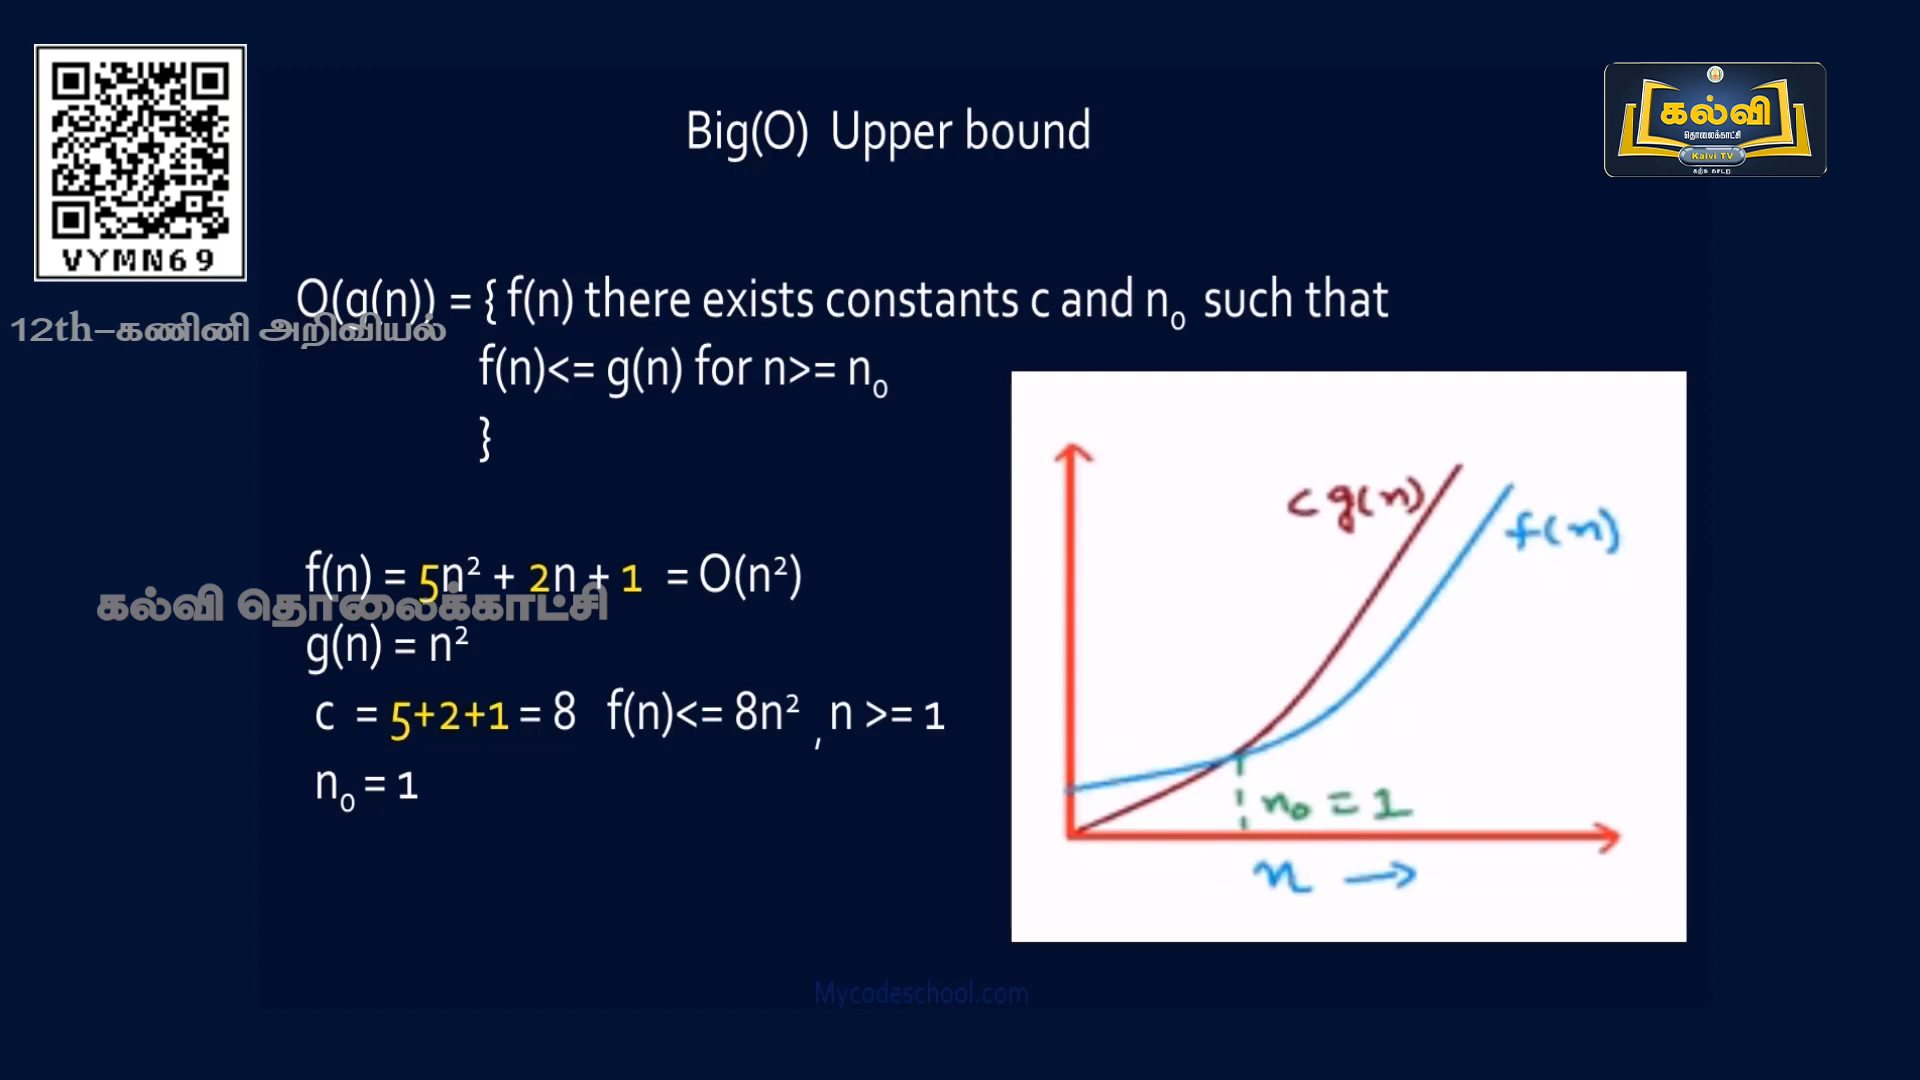 VYMN69
கல்வி
தொலைக்காட்சி
Kalvi TV
கற்க கசடற
Big(O) Upper bound
O(g(n)) = { f(n) there exists constants c and n₀ such that
12th–கணினி அறிவியல்
f(n)<= g(n) for n>= n₀
}
f(n) = 5n² + 2n + 1 = O(n²)
கல்வி தொலைக்காட்சி
g(n) = n²
c = 5+2+1 = 8 f(n)<= 8n² , n >= 1
n₀ = 1
c g(n)
f(n)
n₀ = 1
n →
Mycodeschool.com